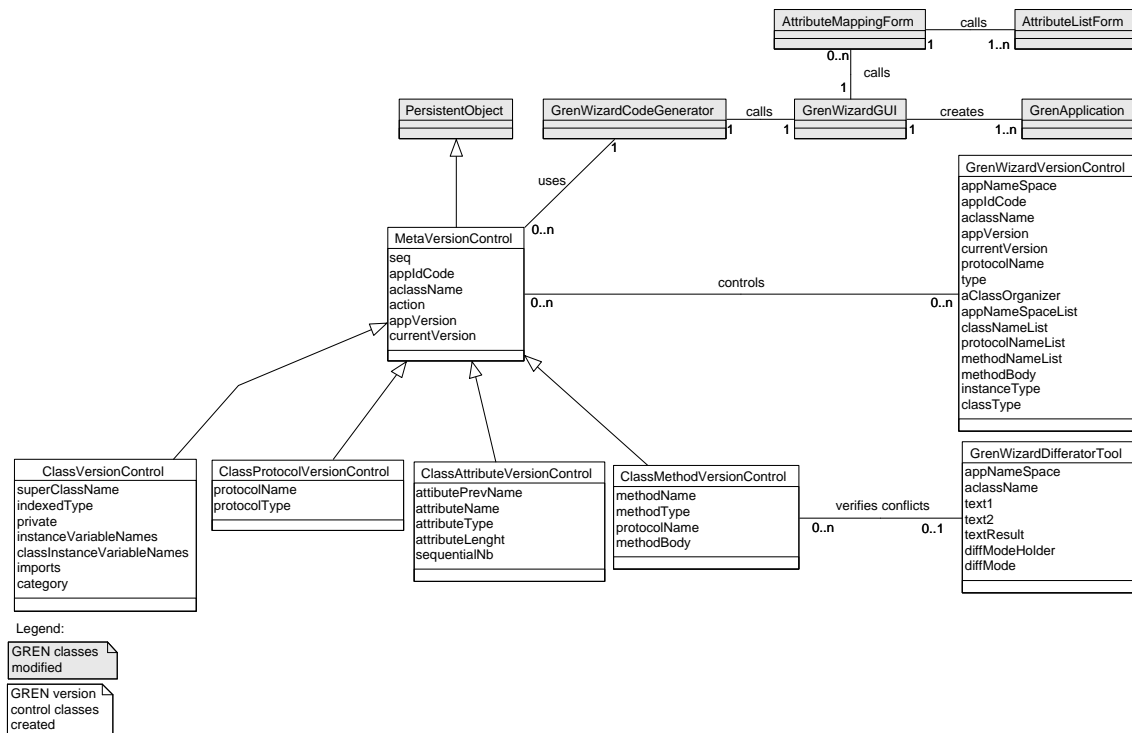 AttributeMappingForm
calls
AttributeListForm
0..n
1
1..n
calls
1
PersistentObject
GrenWizardCodeGenerator
calls
GrenWizardGUI
creates
GrenApplication
1
1
1
1
1..n
uses
0..n
GrenWizardVersionControl
appNameSpace
appIdCode
aclassName
appVersion
currentVersion
protocolName
type
aClassOrganizer
appNameSpaceList
classNameList
protocolNameList
methodNameList
methodBody
instanceType
classType
MetaVersionControl
seq
appIdCode
aclassName
action
appVersion
currentVersion
controls
0..n
0..n
ClassVersionControl
superClassName
indexedType
private
instanceVariableNames
classInstanceVariableNames
imports
category
ClassProtocolVersionControl
protocolName
protocolType
ClassAttributeVersionControl
attibutePrevName
attributeName
attributeType
attributeLenght
sequentialNb
ClassMethodVersionControl
methodName
methodType
protocolName
methodBody
verifies conflicts
0..n
0..1
GrenWizardDifferatorTool
appNameSpace
aclassName
text1
text2
textResult
diffModeHolder
diffMode
Legend:
GREN classes
modified
GREN version
control classes
created